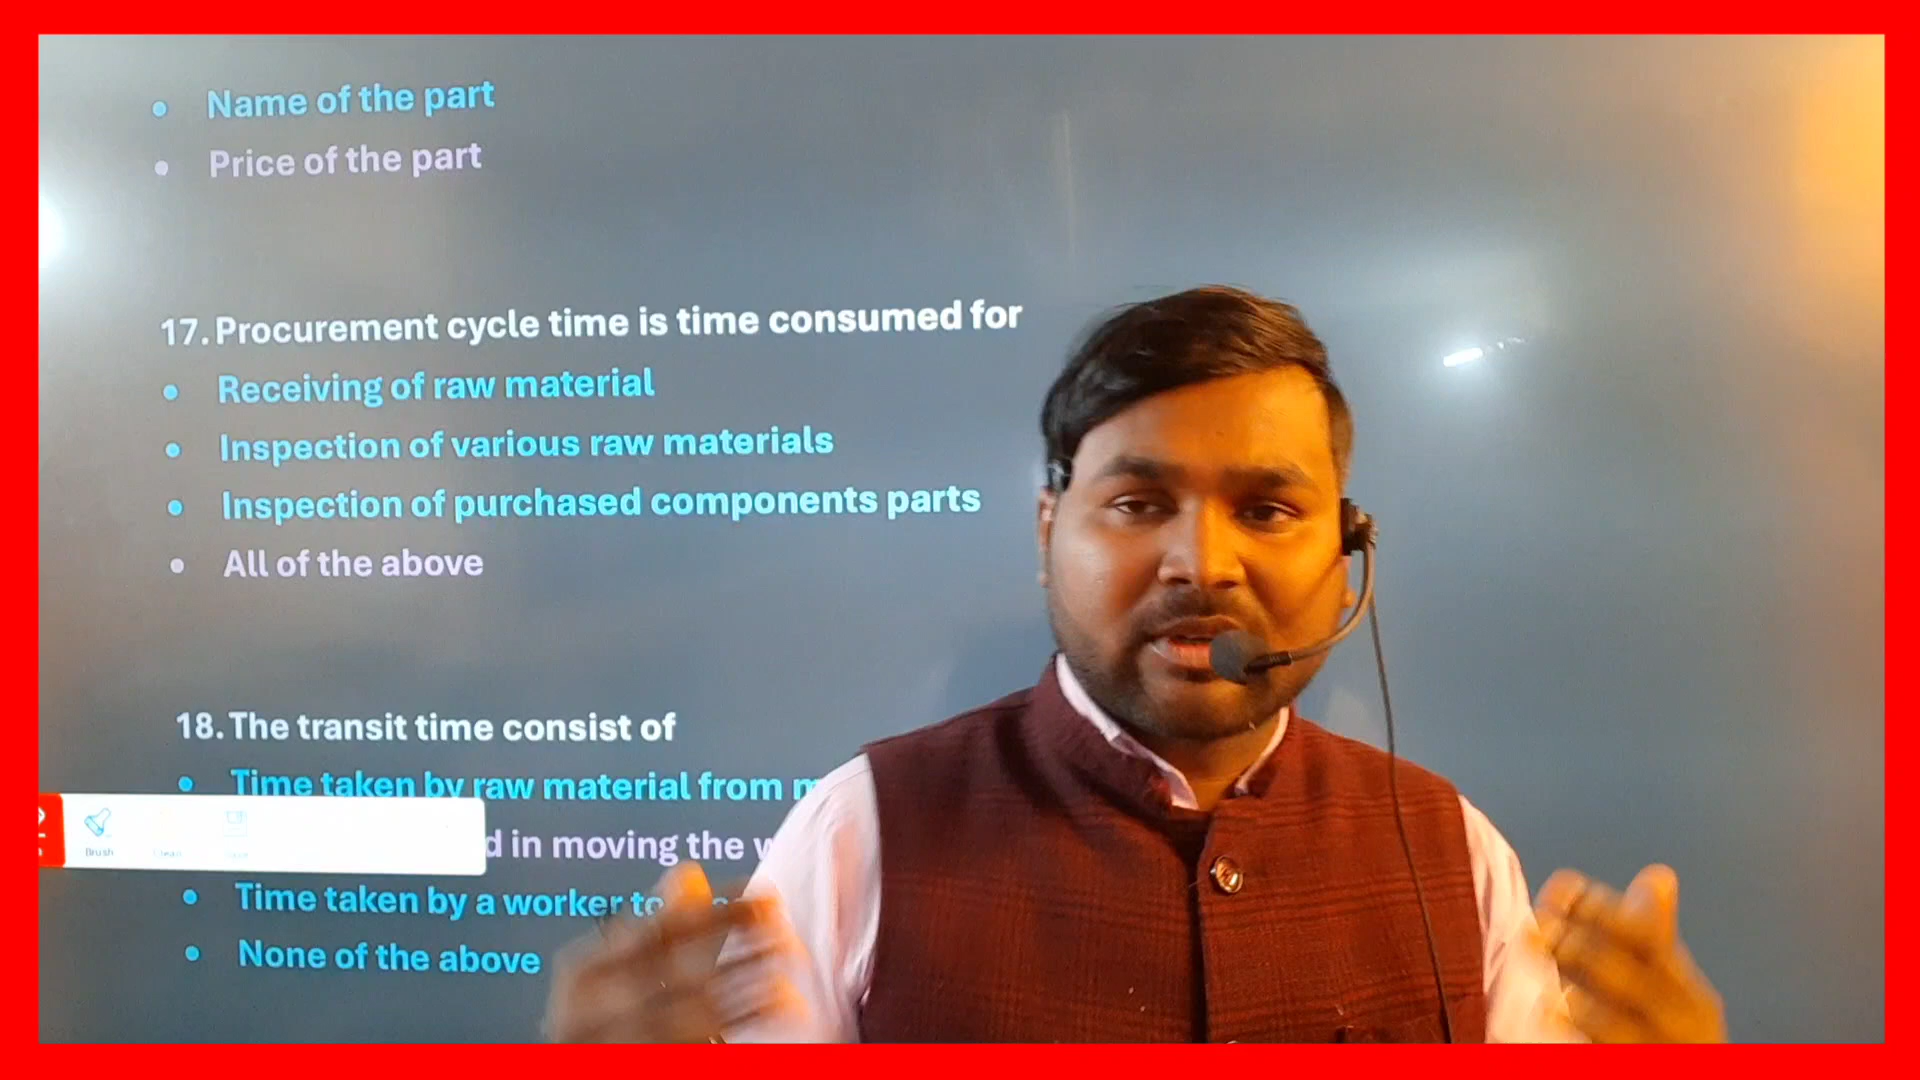 Name of the part
Price of the part
17. Procurement cycle time is time consumed for
Receiving of raw material
Inspection of various raw materials
Inspection of purchased components parts
All of the above
18. The transit time consist of
Time taken by raw material from
in moving the
Time taken by a worker
None of the above
Brush
Clean